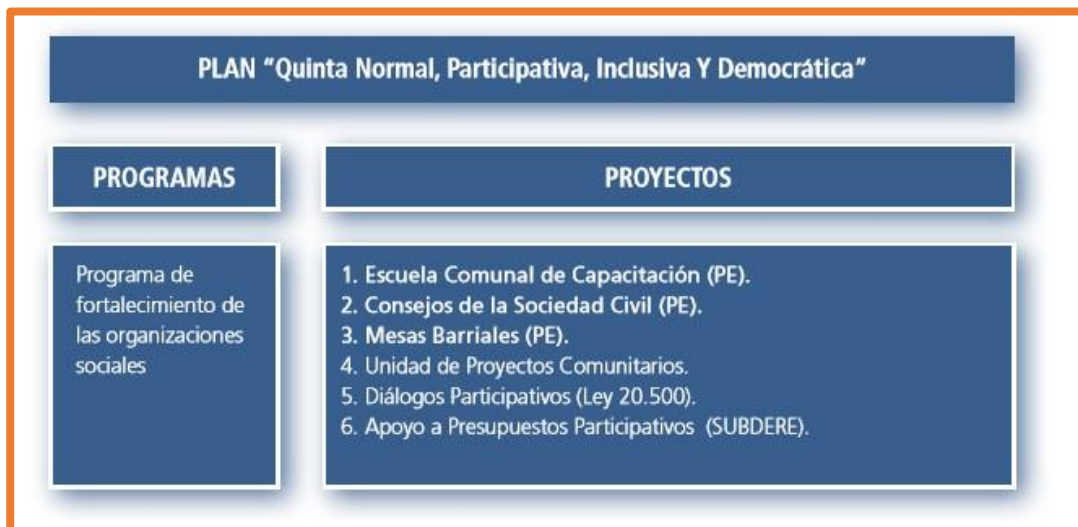 PLAN “Quinta Normal, Participativa, Inclusiva Y Democrática”
PROGRAMAS
PROYECTOS
Programa de
fortalecimiento de
las organizaciones
sociales
1. Escuela Comunal de Capacitación (PE).
2. Consejos de la Sociedad Civil (PE).
3. Mesas Barriales (PE).
4. Unidad de Proyectos Comunitarios.
5. Diálogos Participativos (Ley 20.500).
6. Apoyo a Presupuestos Participativos (SUBDERE).